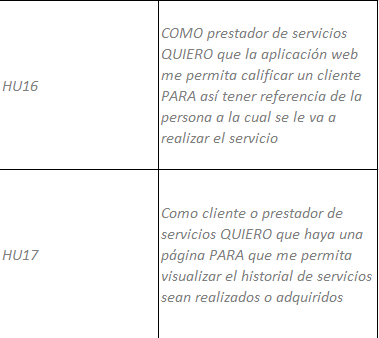 HU16
COMO prestador de servicios
QUIERO que la aplicación web
me permita calificar un cliente
PARA así tener referencia de la
persona a la cual se le va a
realizar el servicio
HU17
Como cliente o prestador de
servicios QUIERO que haya una
página PARA que me permita
visualizar el historial de servicios
sean realizados o adquiridos